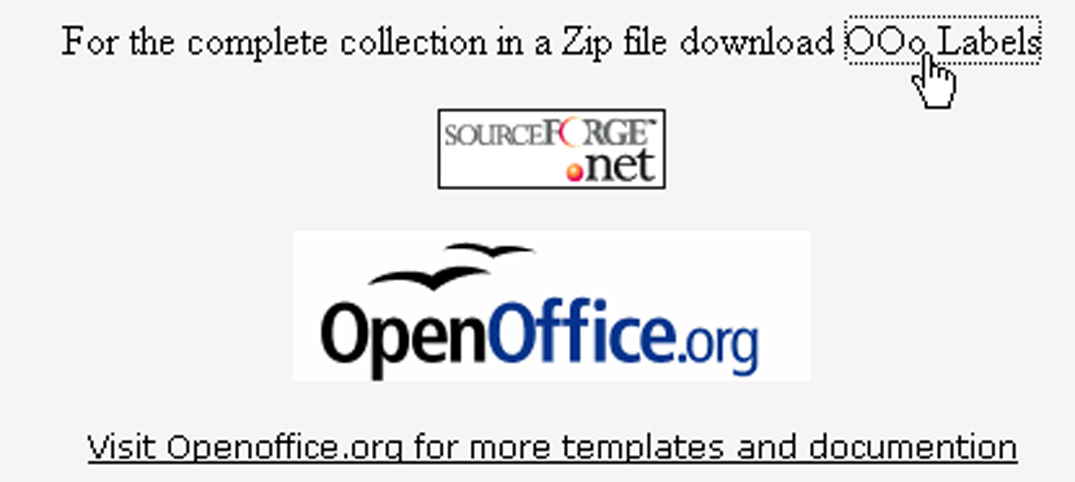 For the complete collection in a Zip file download OOo Labels
SOURCEFORGE™
.net
OpenOffice.org
Visit Openoffice.org for more templates and documention